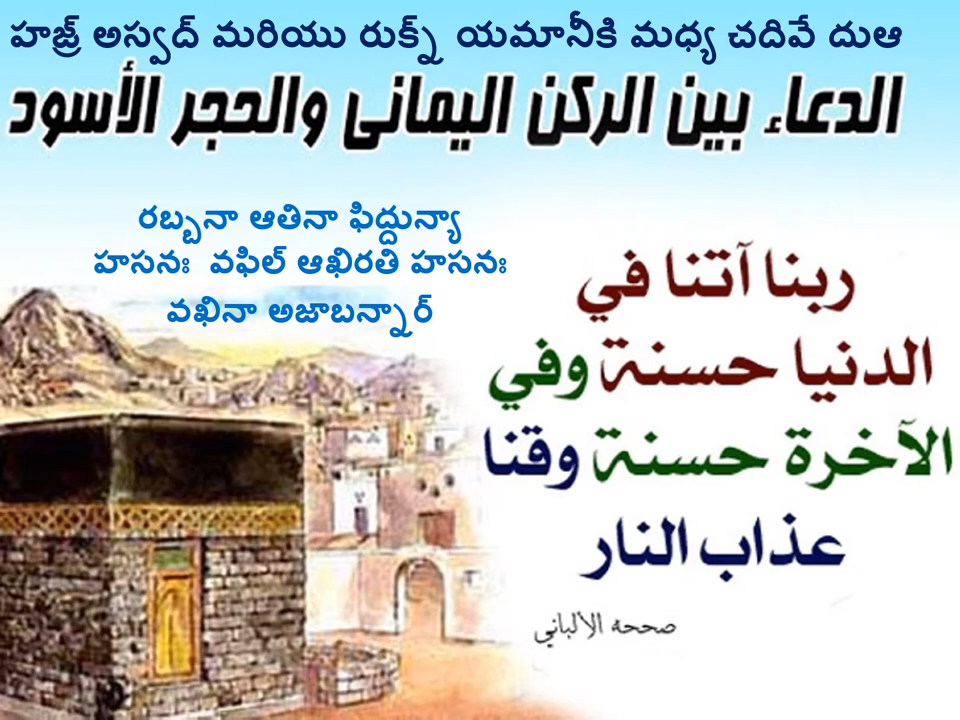 హజ్ర్ అస్వద్ మరియు రుక్న్ యమానీకి మధ్య చదివే దుఆ
الدعاء بين الركن اليمانى والحجر الأسود
రబ్బనా ఆతినా ఫిద్దున్యా
హసనః వఫిల్ ఆఖిరతి హసనః
వఖినా అజాబన్నార్
ربنا آتنا في
الدنيا حسنة وفي
الآخرة حسنة وقنا
عذاب النار
صححه الألباني